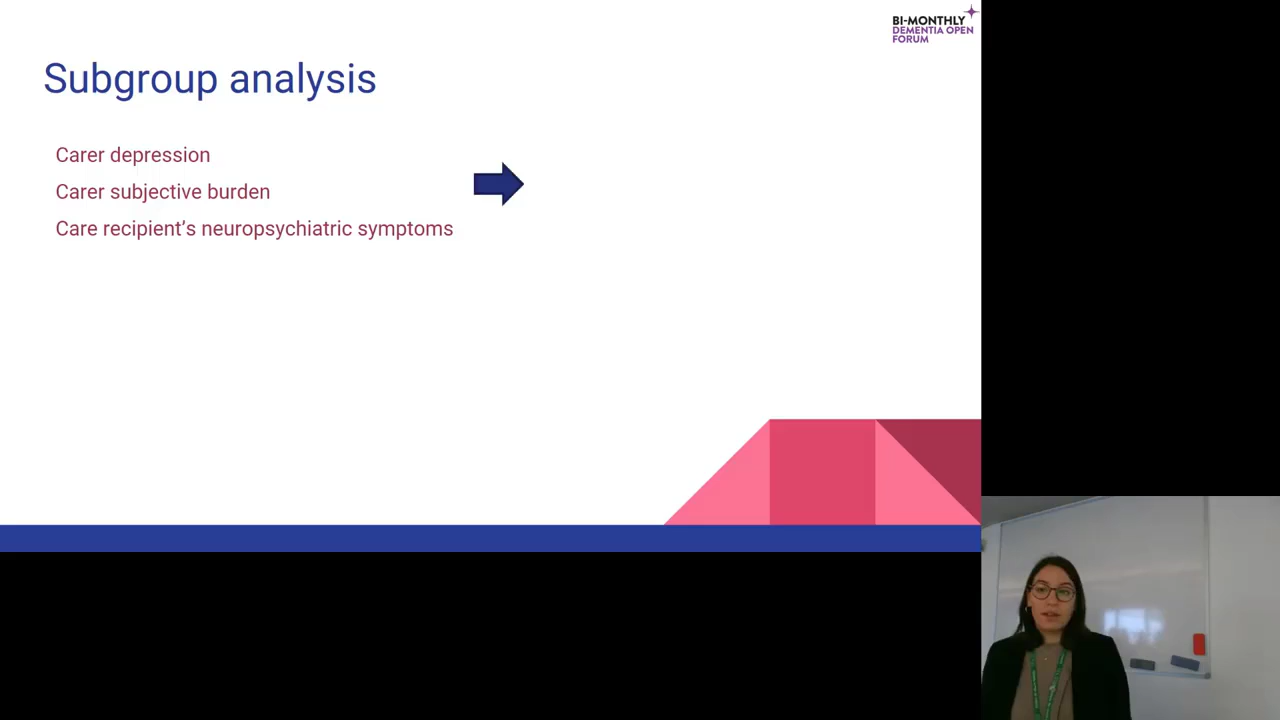 BI-MONTHLY
DEMENTIA OPEN
FORUM
Subgroup analysis
Carer depression
Carer subjective burden
Care recipient's neuropsychiatric symptoms